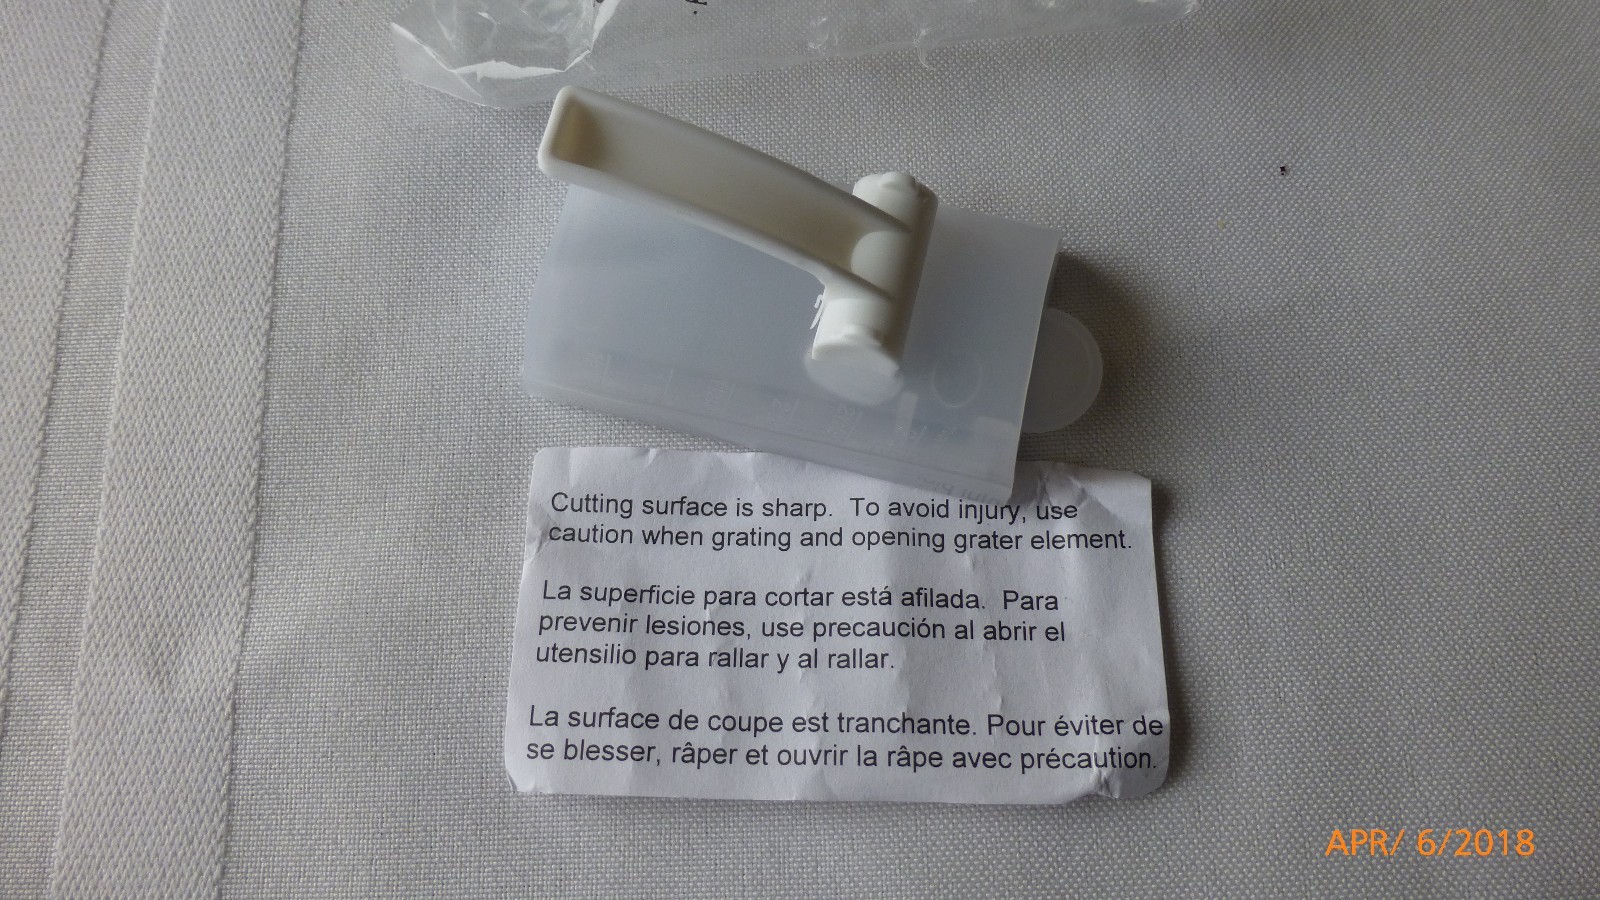 Cutting surface is sharp.  To avoid injury, use
caution when grating and opening grater element.
La superficie para cortar está afilada.  Para
prevenir lesiones, use precaución al abrir el
utensilio para rallar y al rallar.
La surface de coupe est tranchante. Pour éviter de
se blesser, râper et ouvrir la râpe avec précaution.
APR/ 6/2018